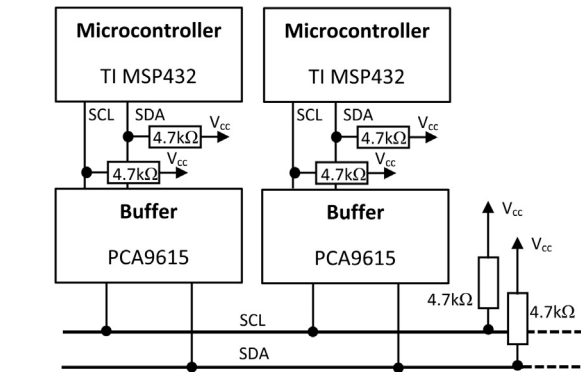 Microcontroller
TI MSP432
Microcontroller
TI MSP432
SCL
SDA
4.7kΩ
Vcc
4.7kΩ
Vcc
SCL
SDA
4.7kΩ
Vcc
4.7kΩ
Vcc
Buffer
PCA9615
Buffer
PCA9615
Vcc
Vcc
4.7kΩ
4.7kΩ
SCL
SDA